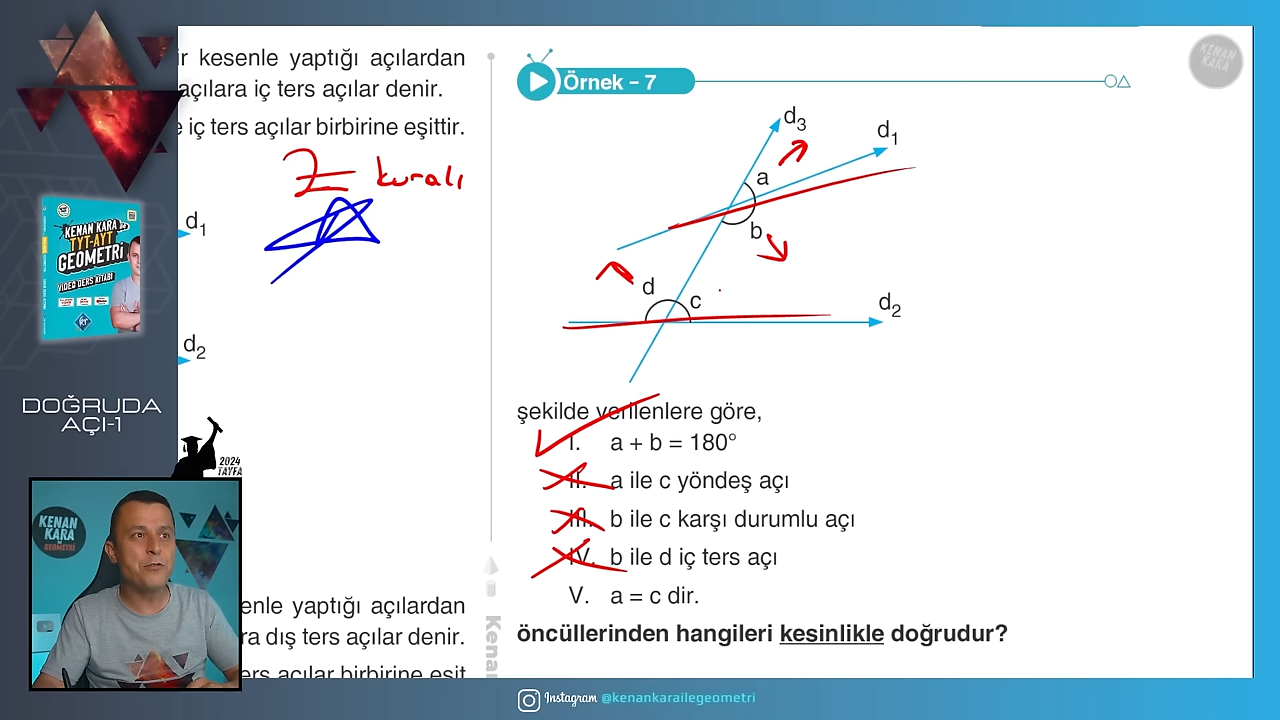 ir kesenle yaptığı açılardan
açılara iç ters açılar denir.
iç ters açılar birbirine eşittir.
Z kuralı
d1
d2
KENAN KARA
TYT-AYT
GEOMETRİ
VİDEO DERS KİTABI
DOĞRUDA
AÇI-1
2024
TAYFA
KENAN
KARA
GEOMETRİ
enle yaptığı açılardan
ra dış ters açılar denir.
ers açılar birbirine eşit
Kenan
Örnek – 7
KENAN
KARA
d3
d1
a
b
d
c
d2
şekilde verilenlere göre,
I. a + b = 180°
II. a ile c yöndeş açı
III. b ile c karşı durumlu açı
IV. b ile d iç ters açı
V. a = c dir.
öncüllerinden hangileri kesinlikle doğrudur?
Instagram @kenankarailegeometri